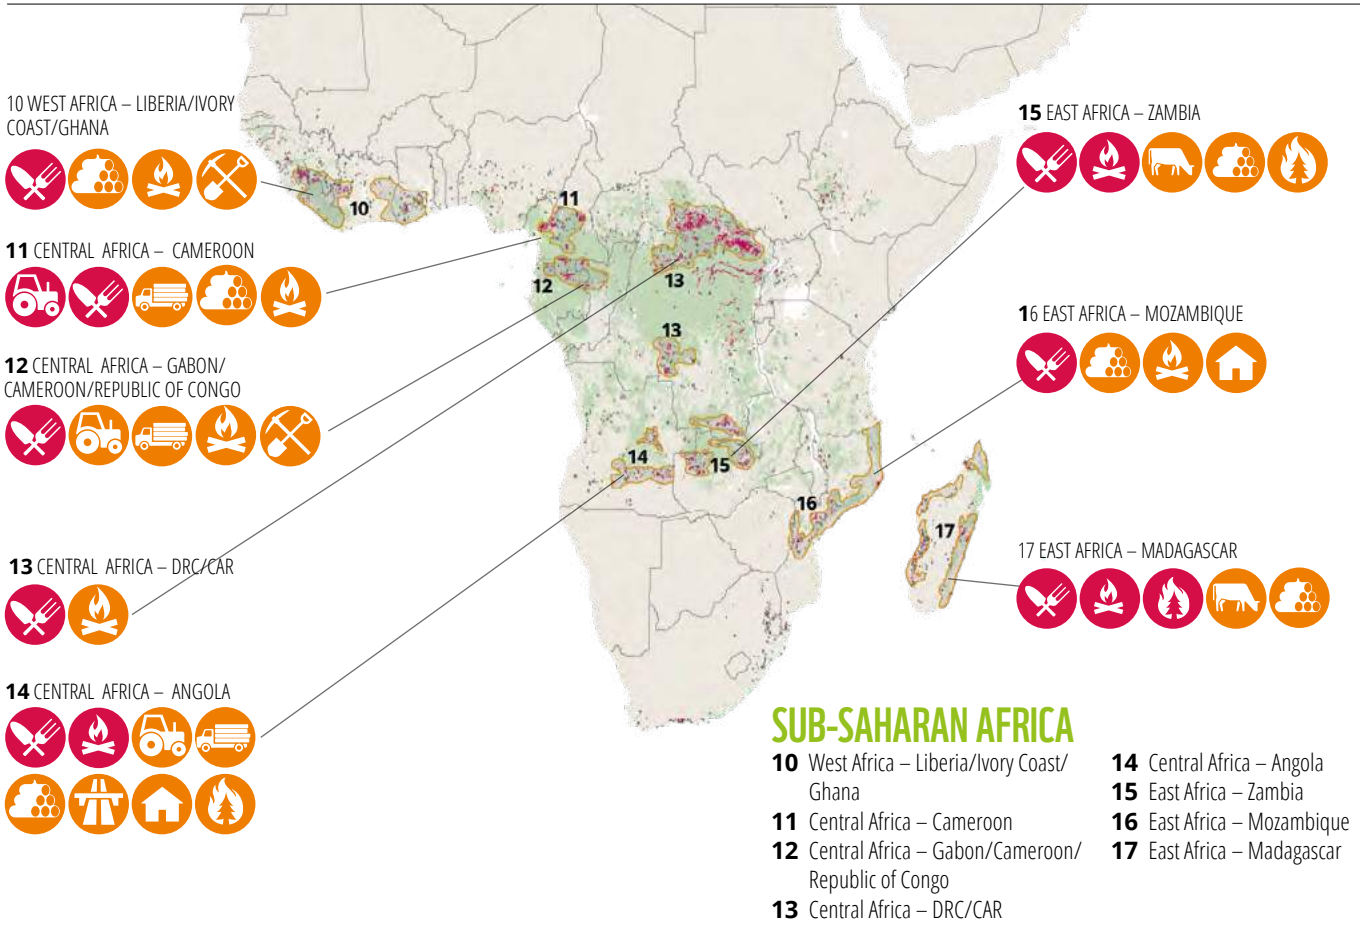 10 WEST AFRICA – LIBERIA/IVORY
COAST/GHANA
11 CENTRAL AFRICA – CAMEROON
12 CENTRAL AFRICA – GABON/
CAMEROON/REPUBLIC OF CONGO
13 CENTRAL AFRICA – DRC/CAR
14 CENTRAL AFRICA – ANGOLA
15 EAST AFRICA – ZAMBIA
16 EAST AFRICA – MOZAMBIQUE
17 EAST AFRICA – MADAGASCAR
10
11
12
13
13
14
15
16
17
SUB-SAHARAN AFRICA
10 West Africa – Liberia/Ivory Coast/
Ghana
11 Central Africa – Cameroon
12 Central Africa – Gabon/Cameroon/
Republic of Congo
13 Central Africa – DRC/CAR
14 Central Africa – Angola
15 East Africa – Zambia
16 East Africa – Mozambique
17 East Africa – Madagascar